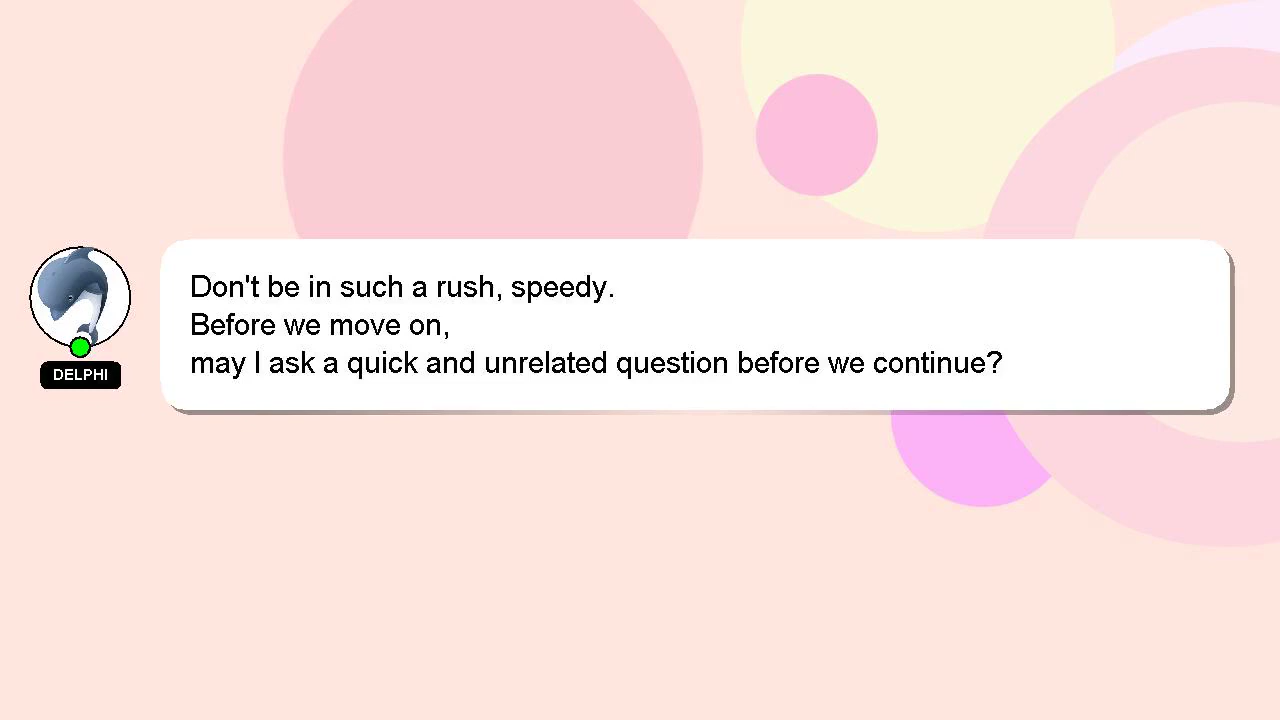 Don't be in such a rush, speedy.
Before we move on,
may I ask a quick and unrelated question before we continue?
DELPHI